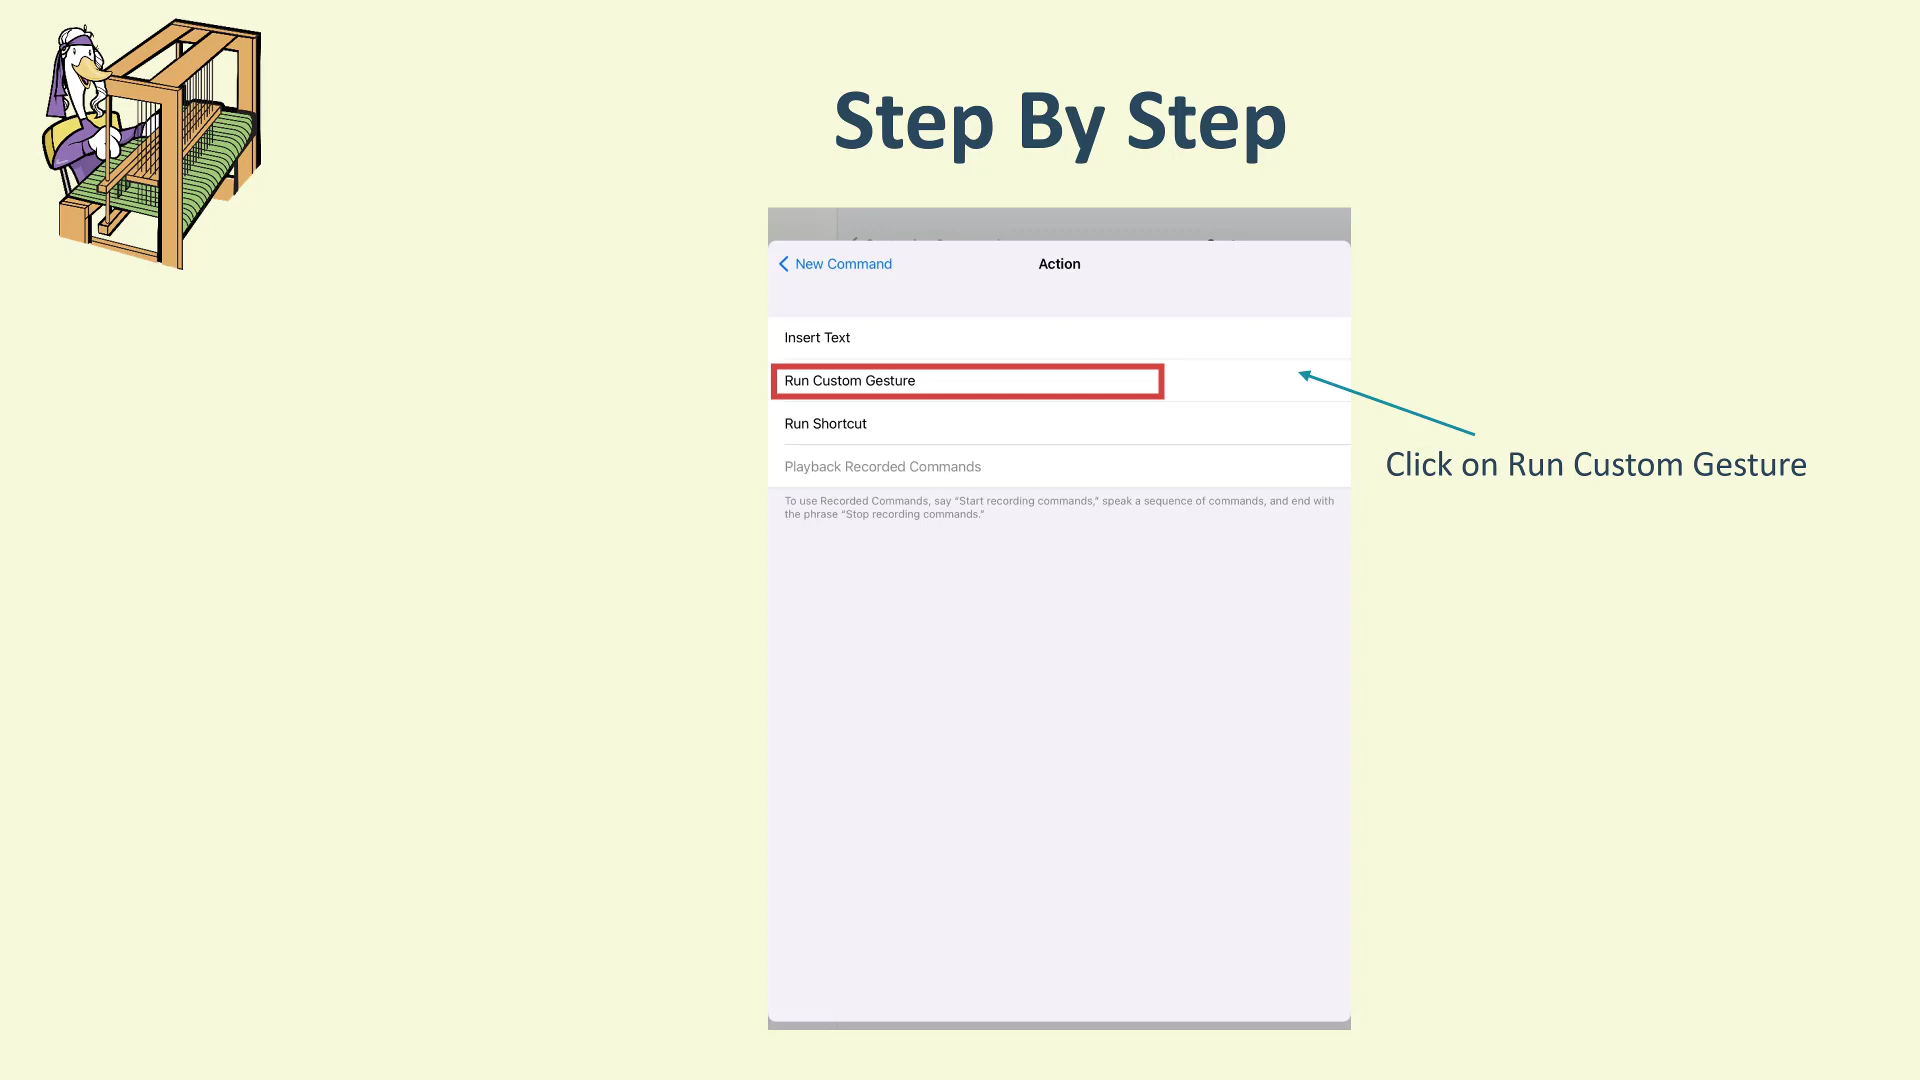 Step By Step
New Command
Action
Insert Text
Run Custom Gesture
Run Shortcut
Playback Recorded Commands
To use Recorded Commands, say “Start recording commands,” speak a sequence of commands, and end with
the phrase “Stop recording commands.”
Click on Run Custom Gesture